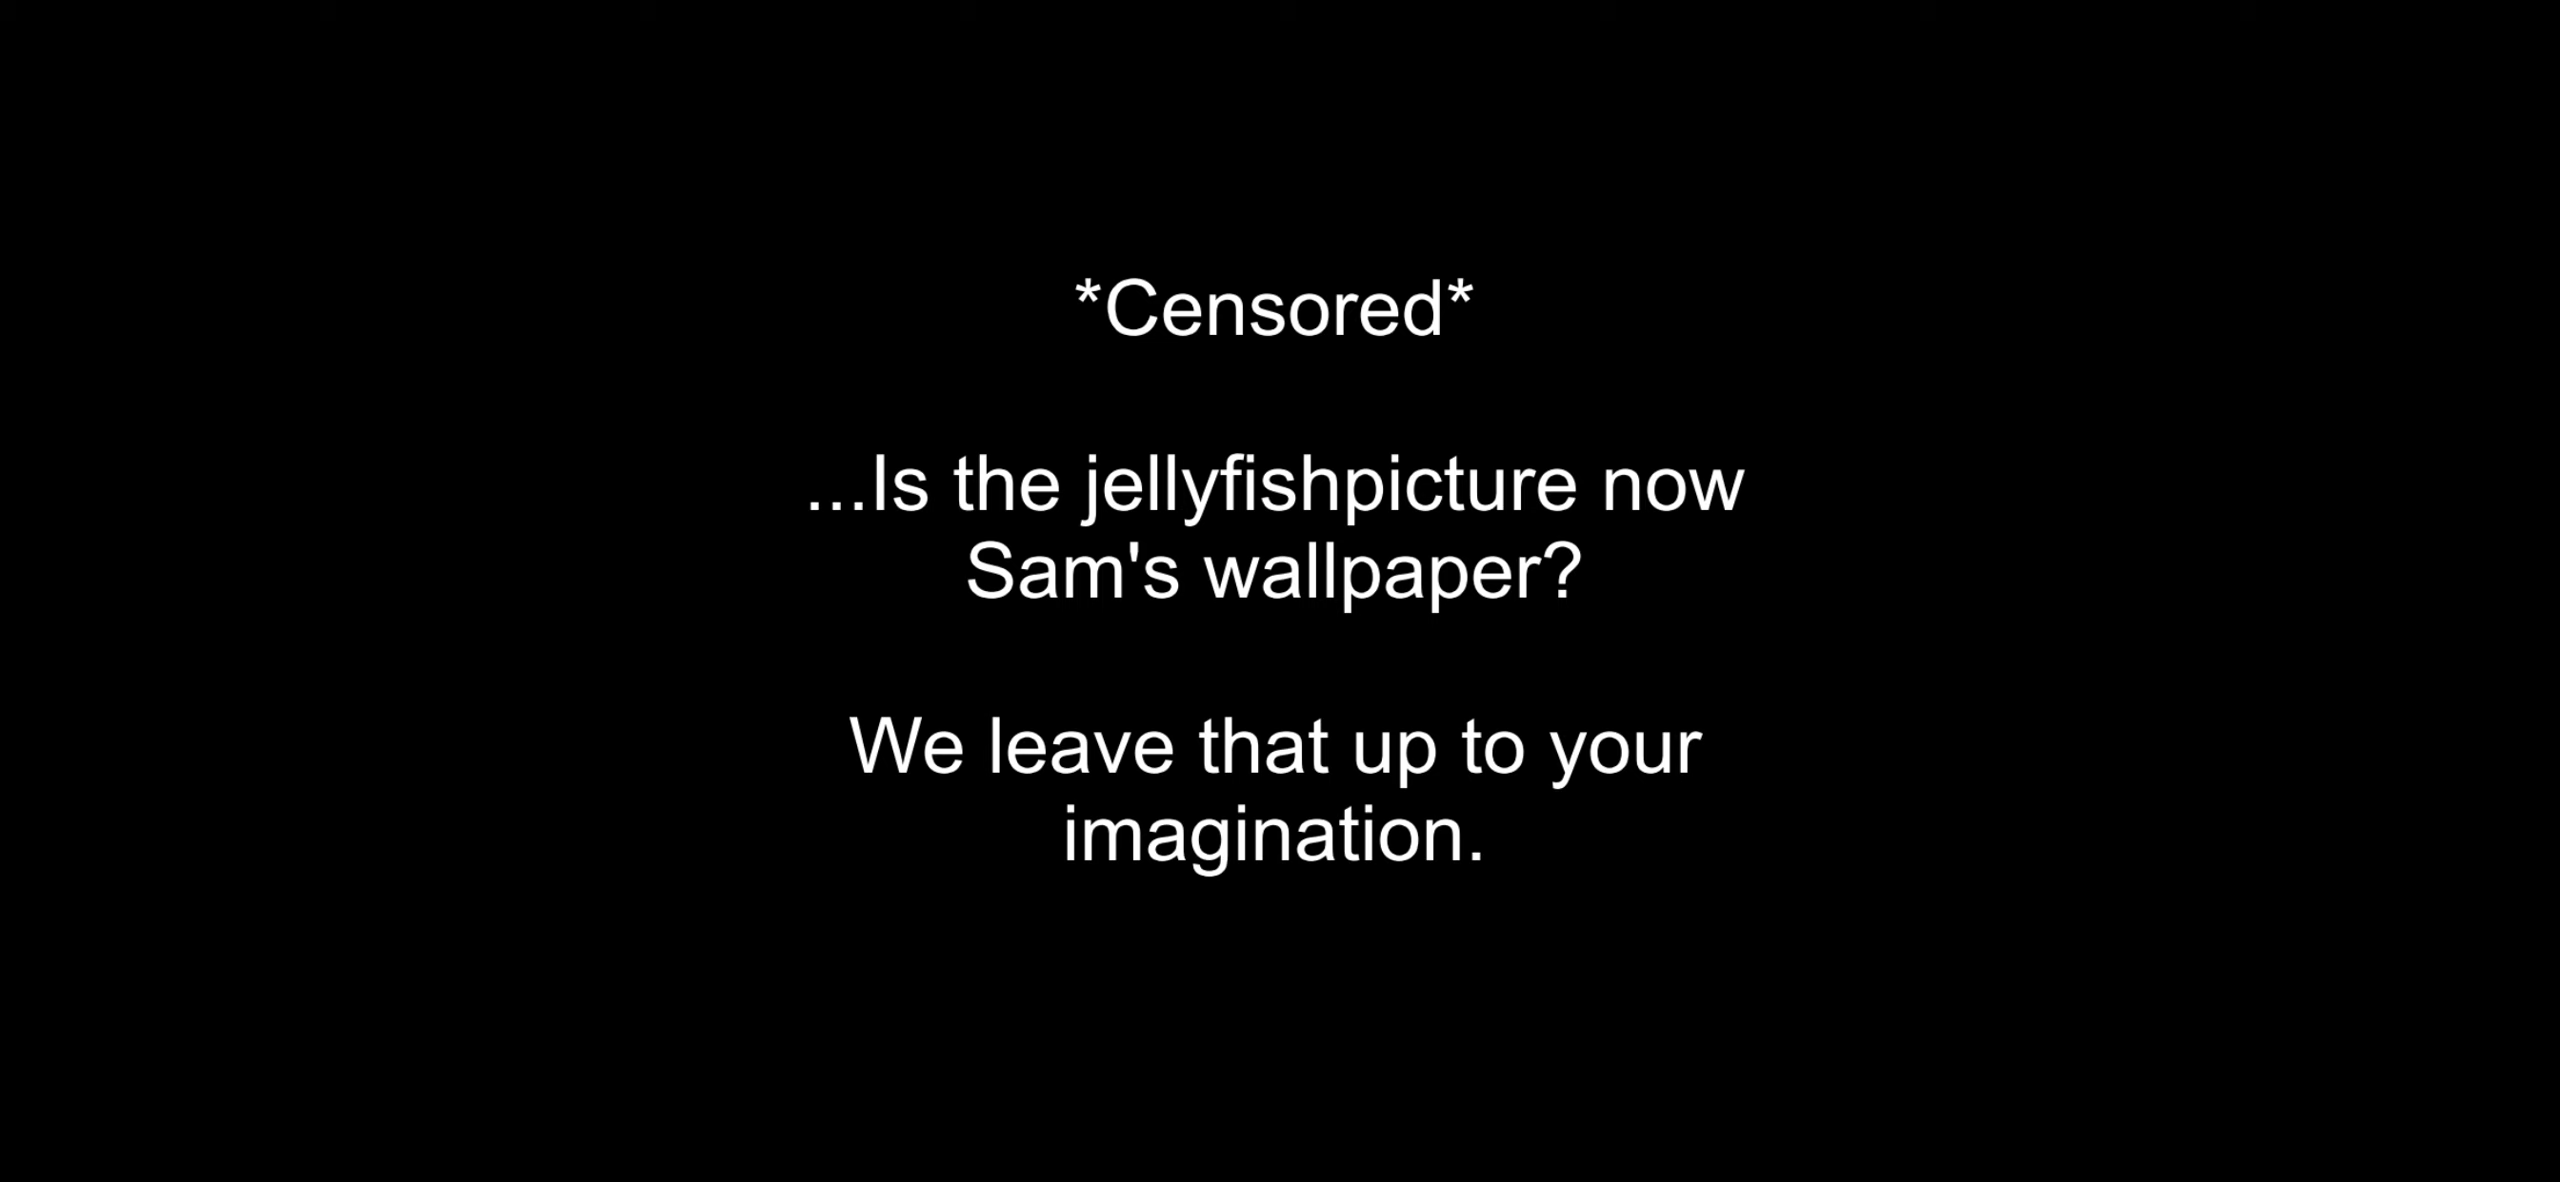 *Censored*
...Is the jellyfishpicture now
Sam's wallpaper?
We leave that up to your
imagination.